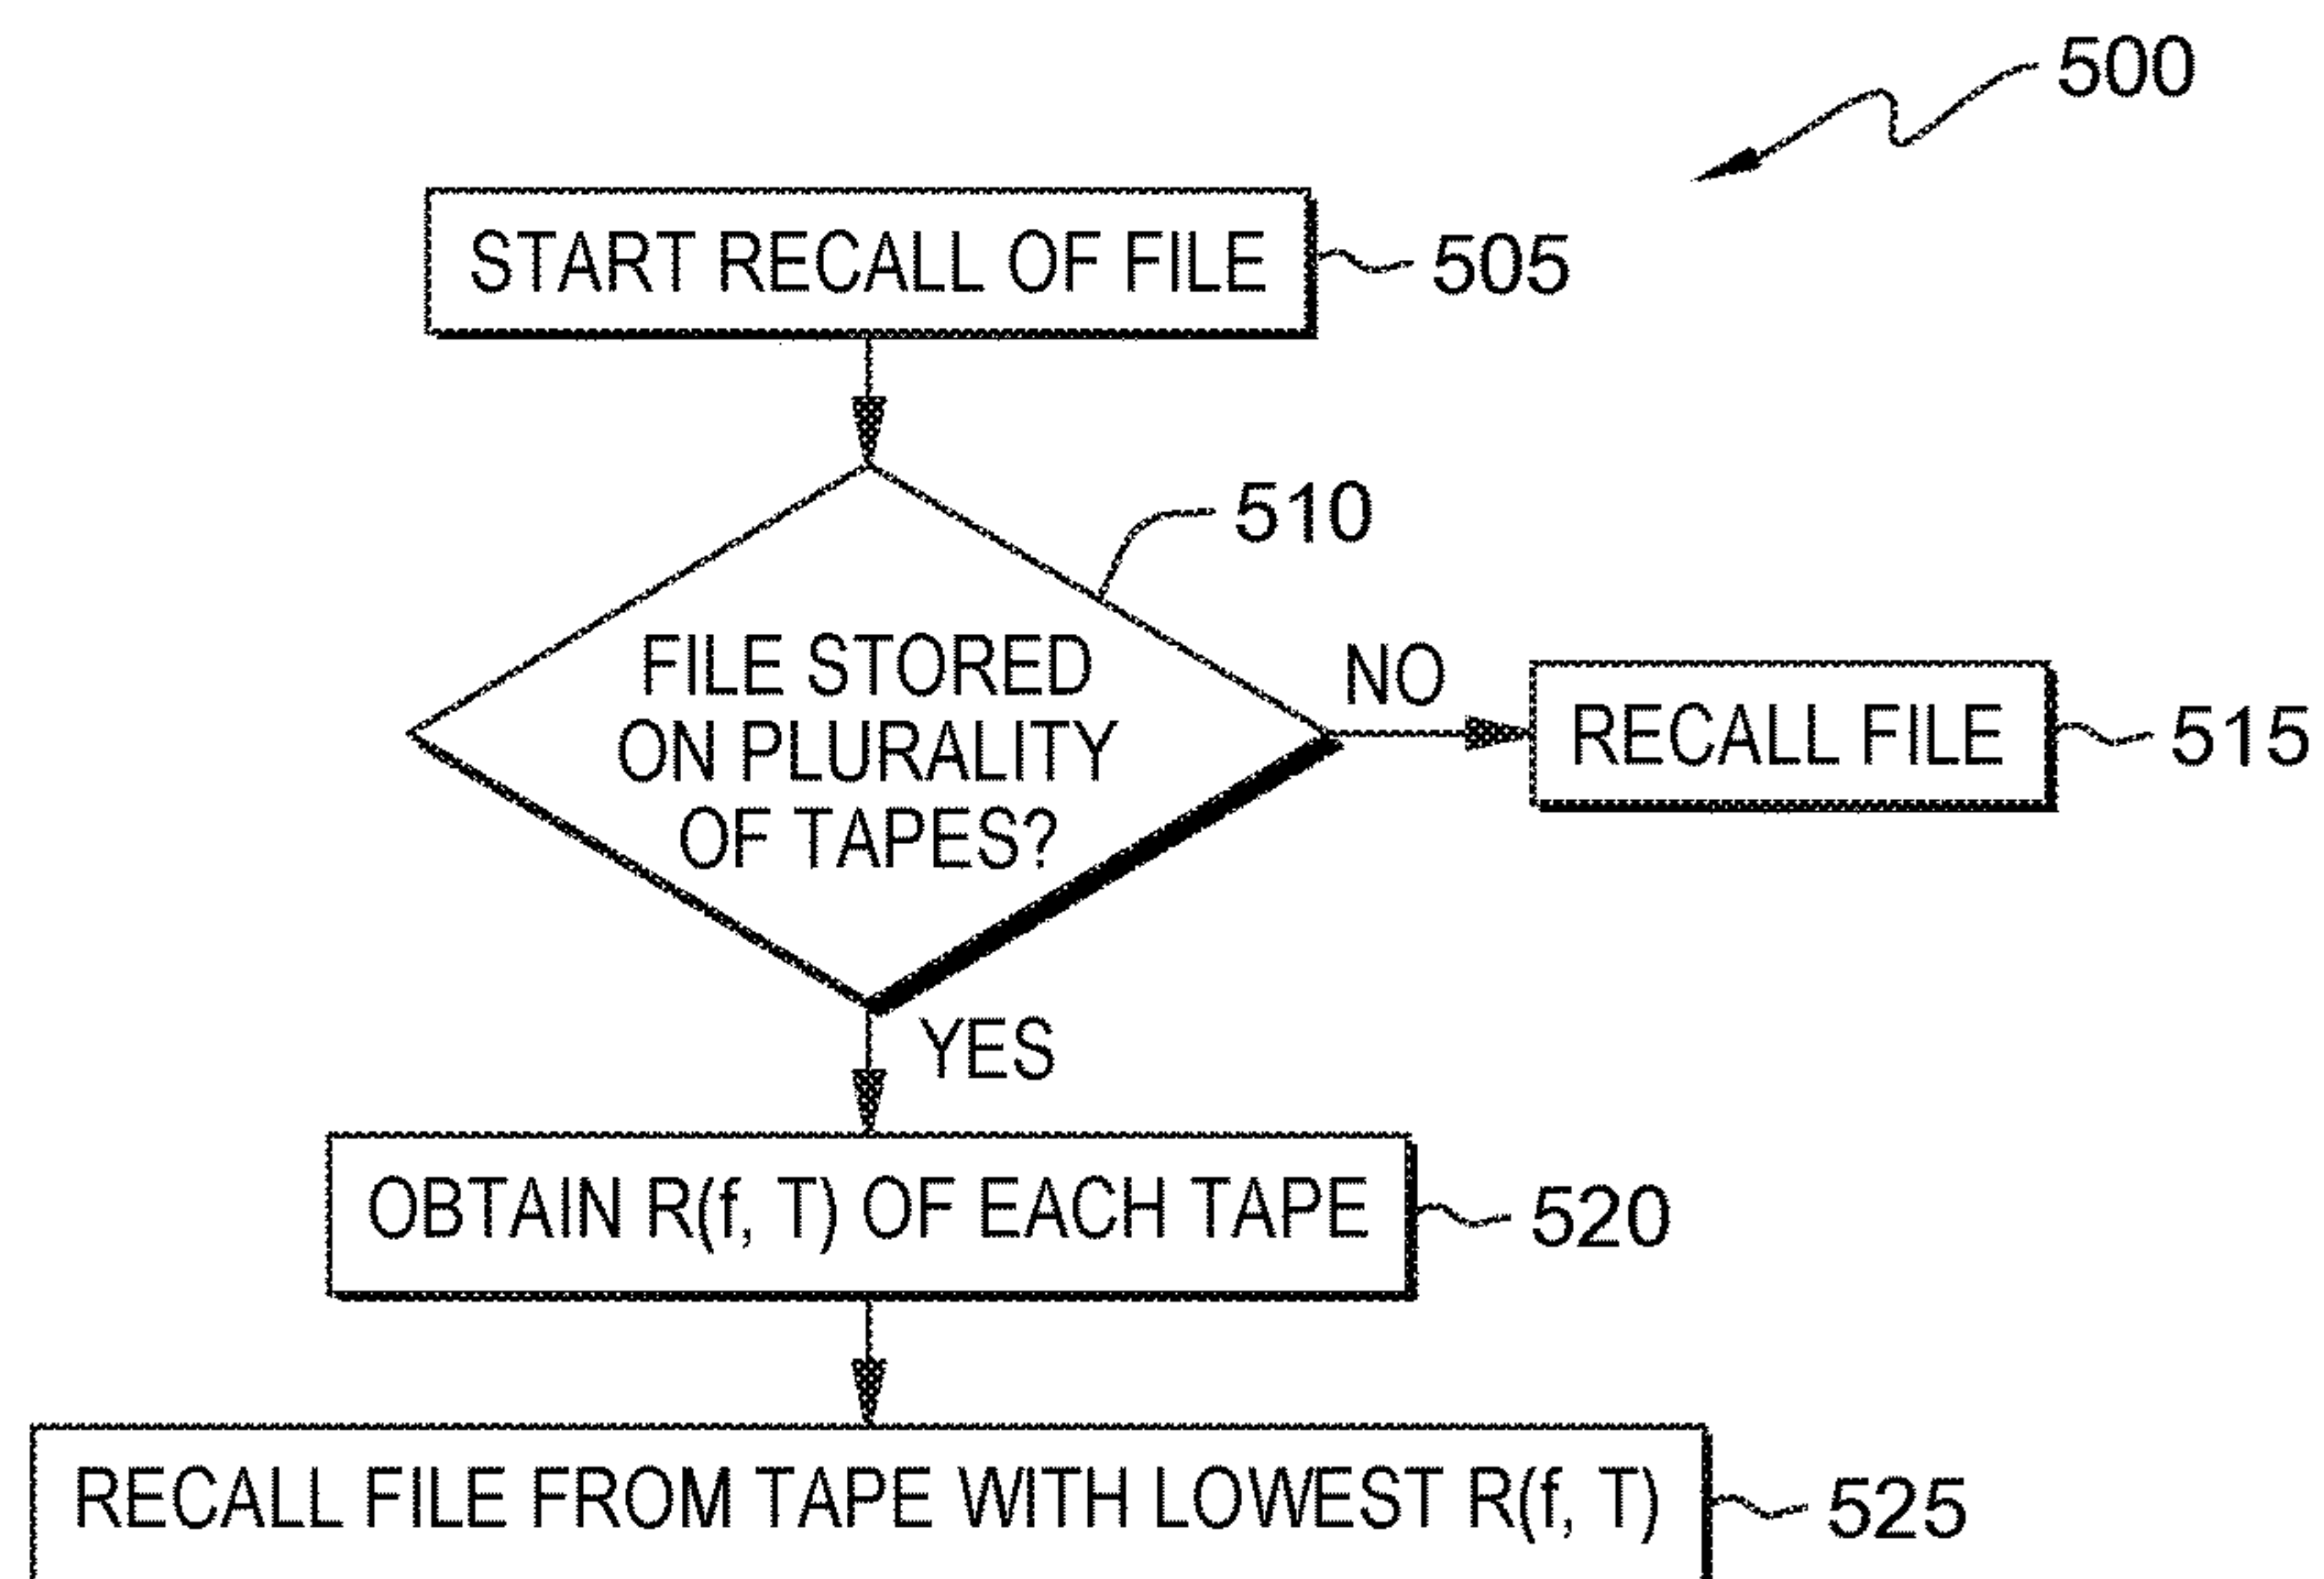 500
START RECALL OF FILE
505
510
FILE STORED
ON PLURALITY
OF TAPES?
NO
RECALL FILE
515
YES
OBTAIN R(f, T) OF EACH TAPE
520
RECALL FILE FROM TAPE WITH LOWEST R(f, T)
525